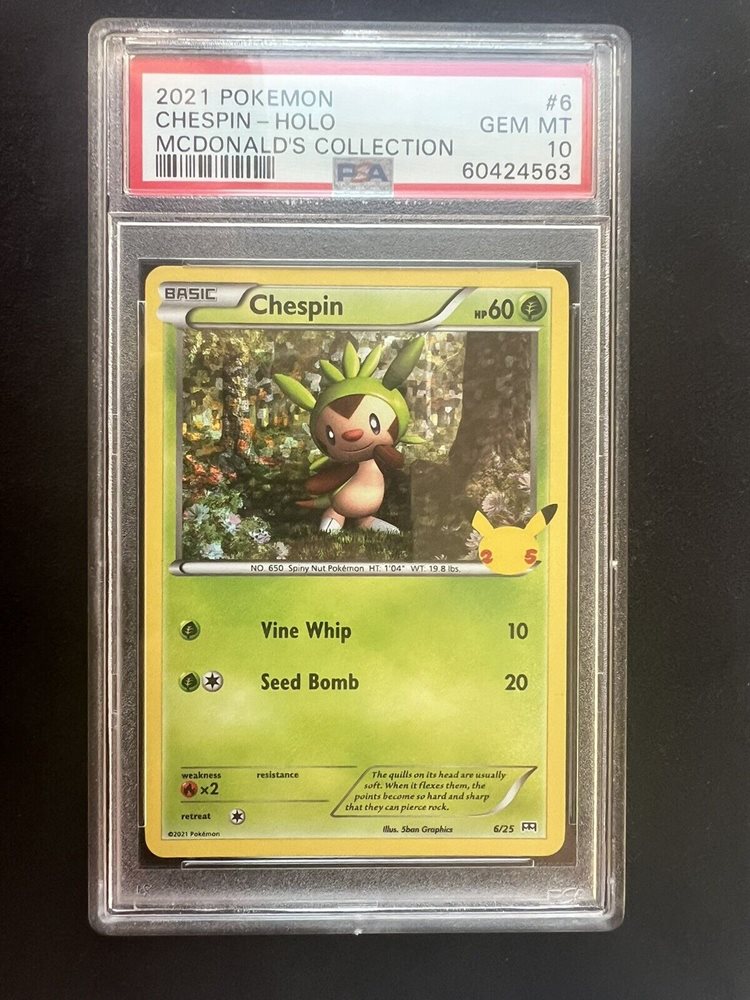 2021 POKEMON #6
CHESPIN - HOLO GEM MT
MCDONALD'S COLLECTION 10
PSA 60424563
BASIC Chespin HP 60
25
NO. 650 Spiny Nut Pokémon HT: 1'04" WT: 19.8 lbs.
Vine Whip 10
Seed Bomb 20
weakness resistance
×2
The quills on its head are usually
soft. When it flexes them, the
points become so hard and sharp
that they can pierce rock.
retreat
©2021 Pokémon Illus. 5ban Graphics 6/25